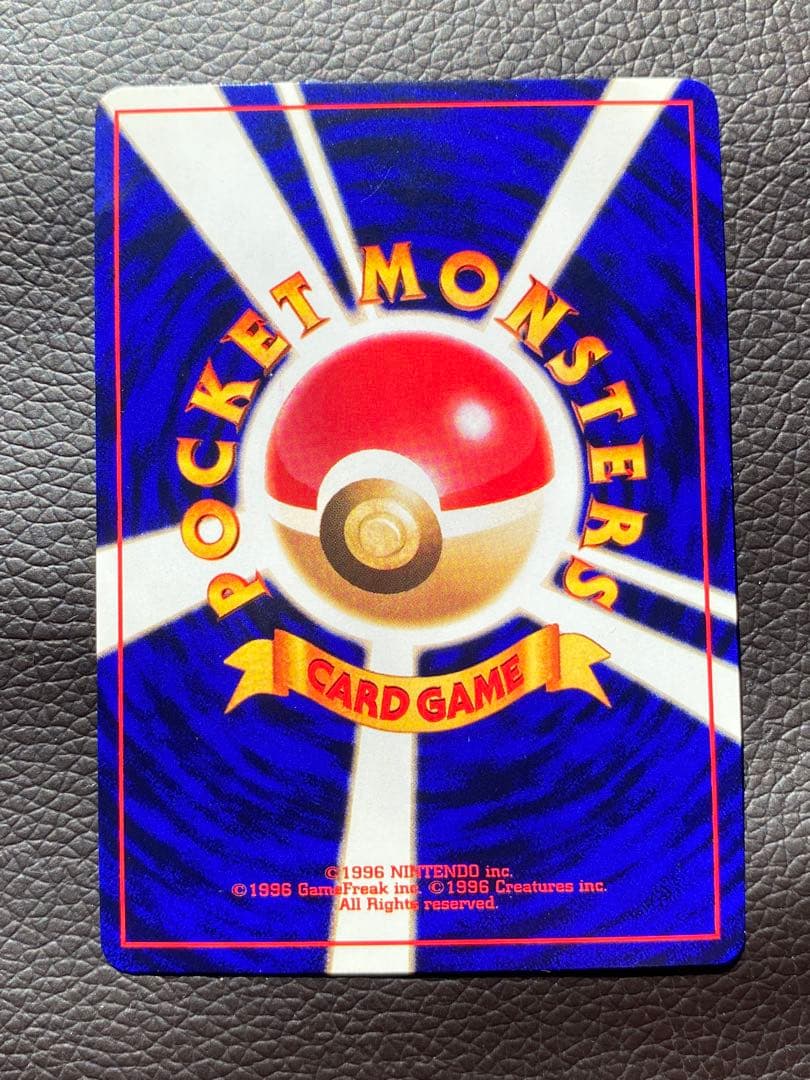 POCKET MONSTERS
CARD GAME
©1996 NINTENDO inc.
©1996 GameFreak inc. ©1996 Creatures inc.
All Rights reserved.